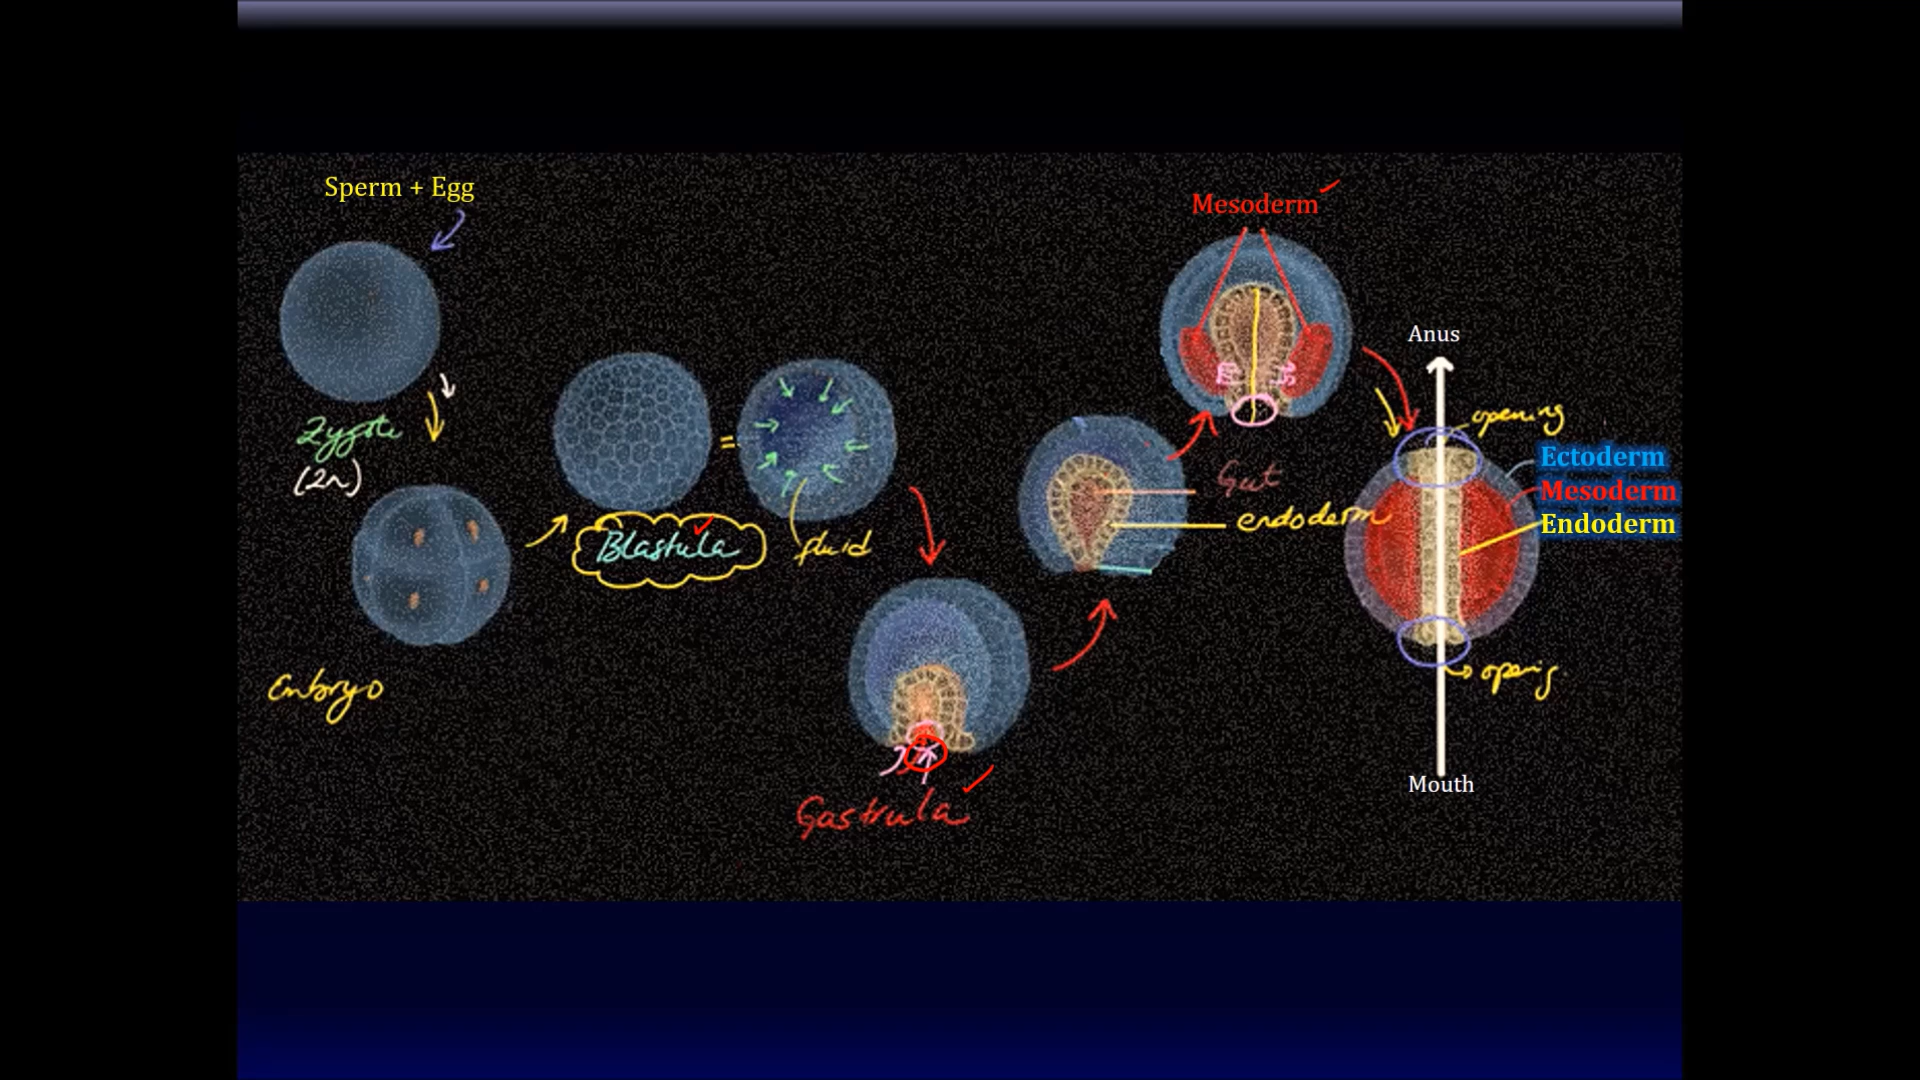 Sperm + Egg
Zygote
(2n)
Embryo
=
Blastula
fluid
Gastrula
Gut
endoderm
Mesoderm
E
Anus
opening
Ectoderm
Mesoderm
Endoderm
opening
Mouth